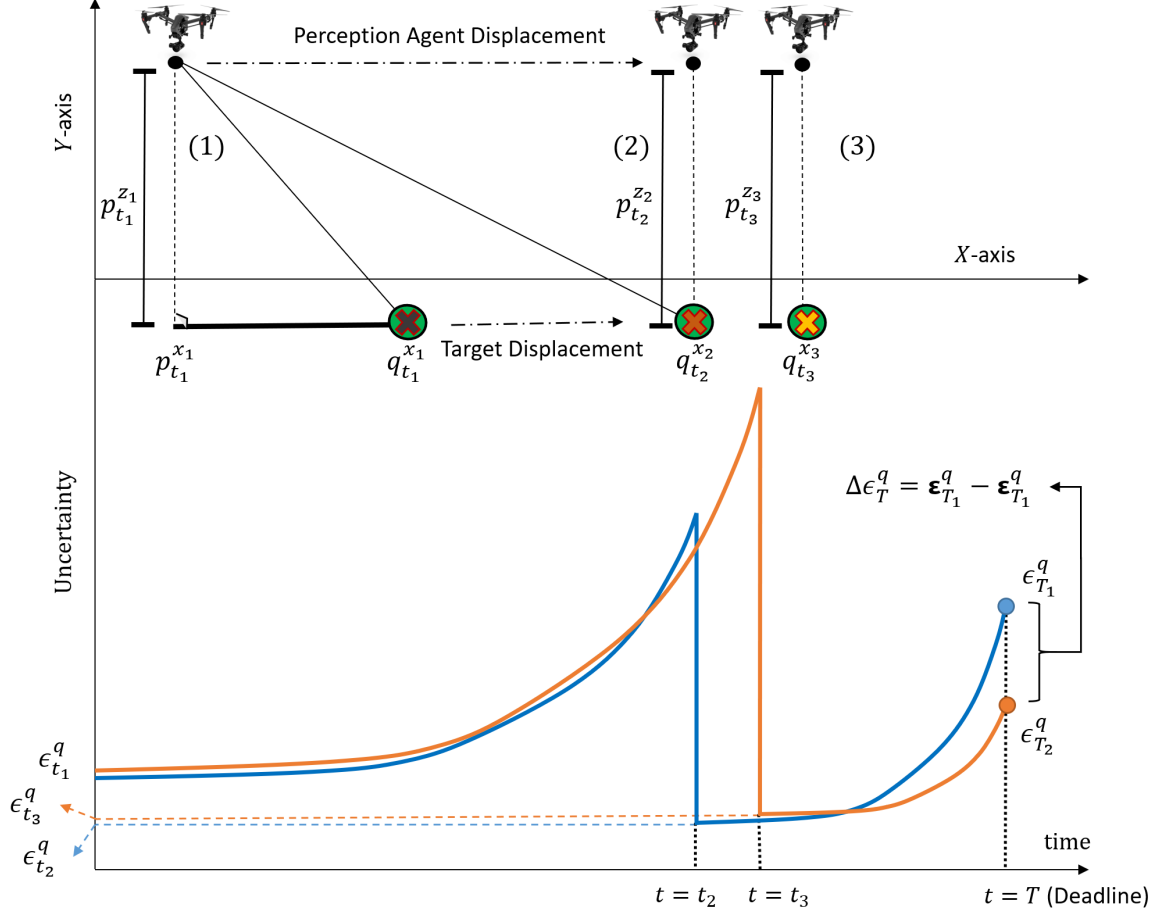 Perception Agent Displacement
Y-axis
(1)
(2)
(3)
p_{t_1}^{z_1}
p_{t_2}^{z_2}
p_{t_3}^{z_3}
X-axis
Target Displacement
p_{t_1}^{x_1}
q_{t_1}^{x_1}
q_{t_2}^{x_2}
q_{t_3}^{x_3}
Uncertainty
Δϵ_T^q = 𝛆_{T_1}^q − 𝛆_{T_1}^q
ϵ_{T_1}^q
ϵ_{T_2}^q
ϵ_{t_1}^q
ϵ_{t_3}^q
ϵ_{t_2}^q
time
t = t_2
t = t_3
t = T (Deadline)